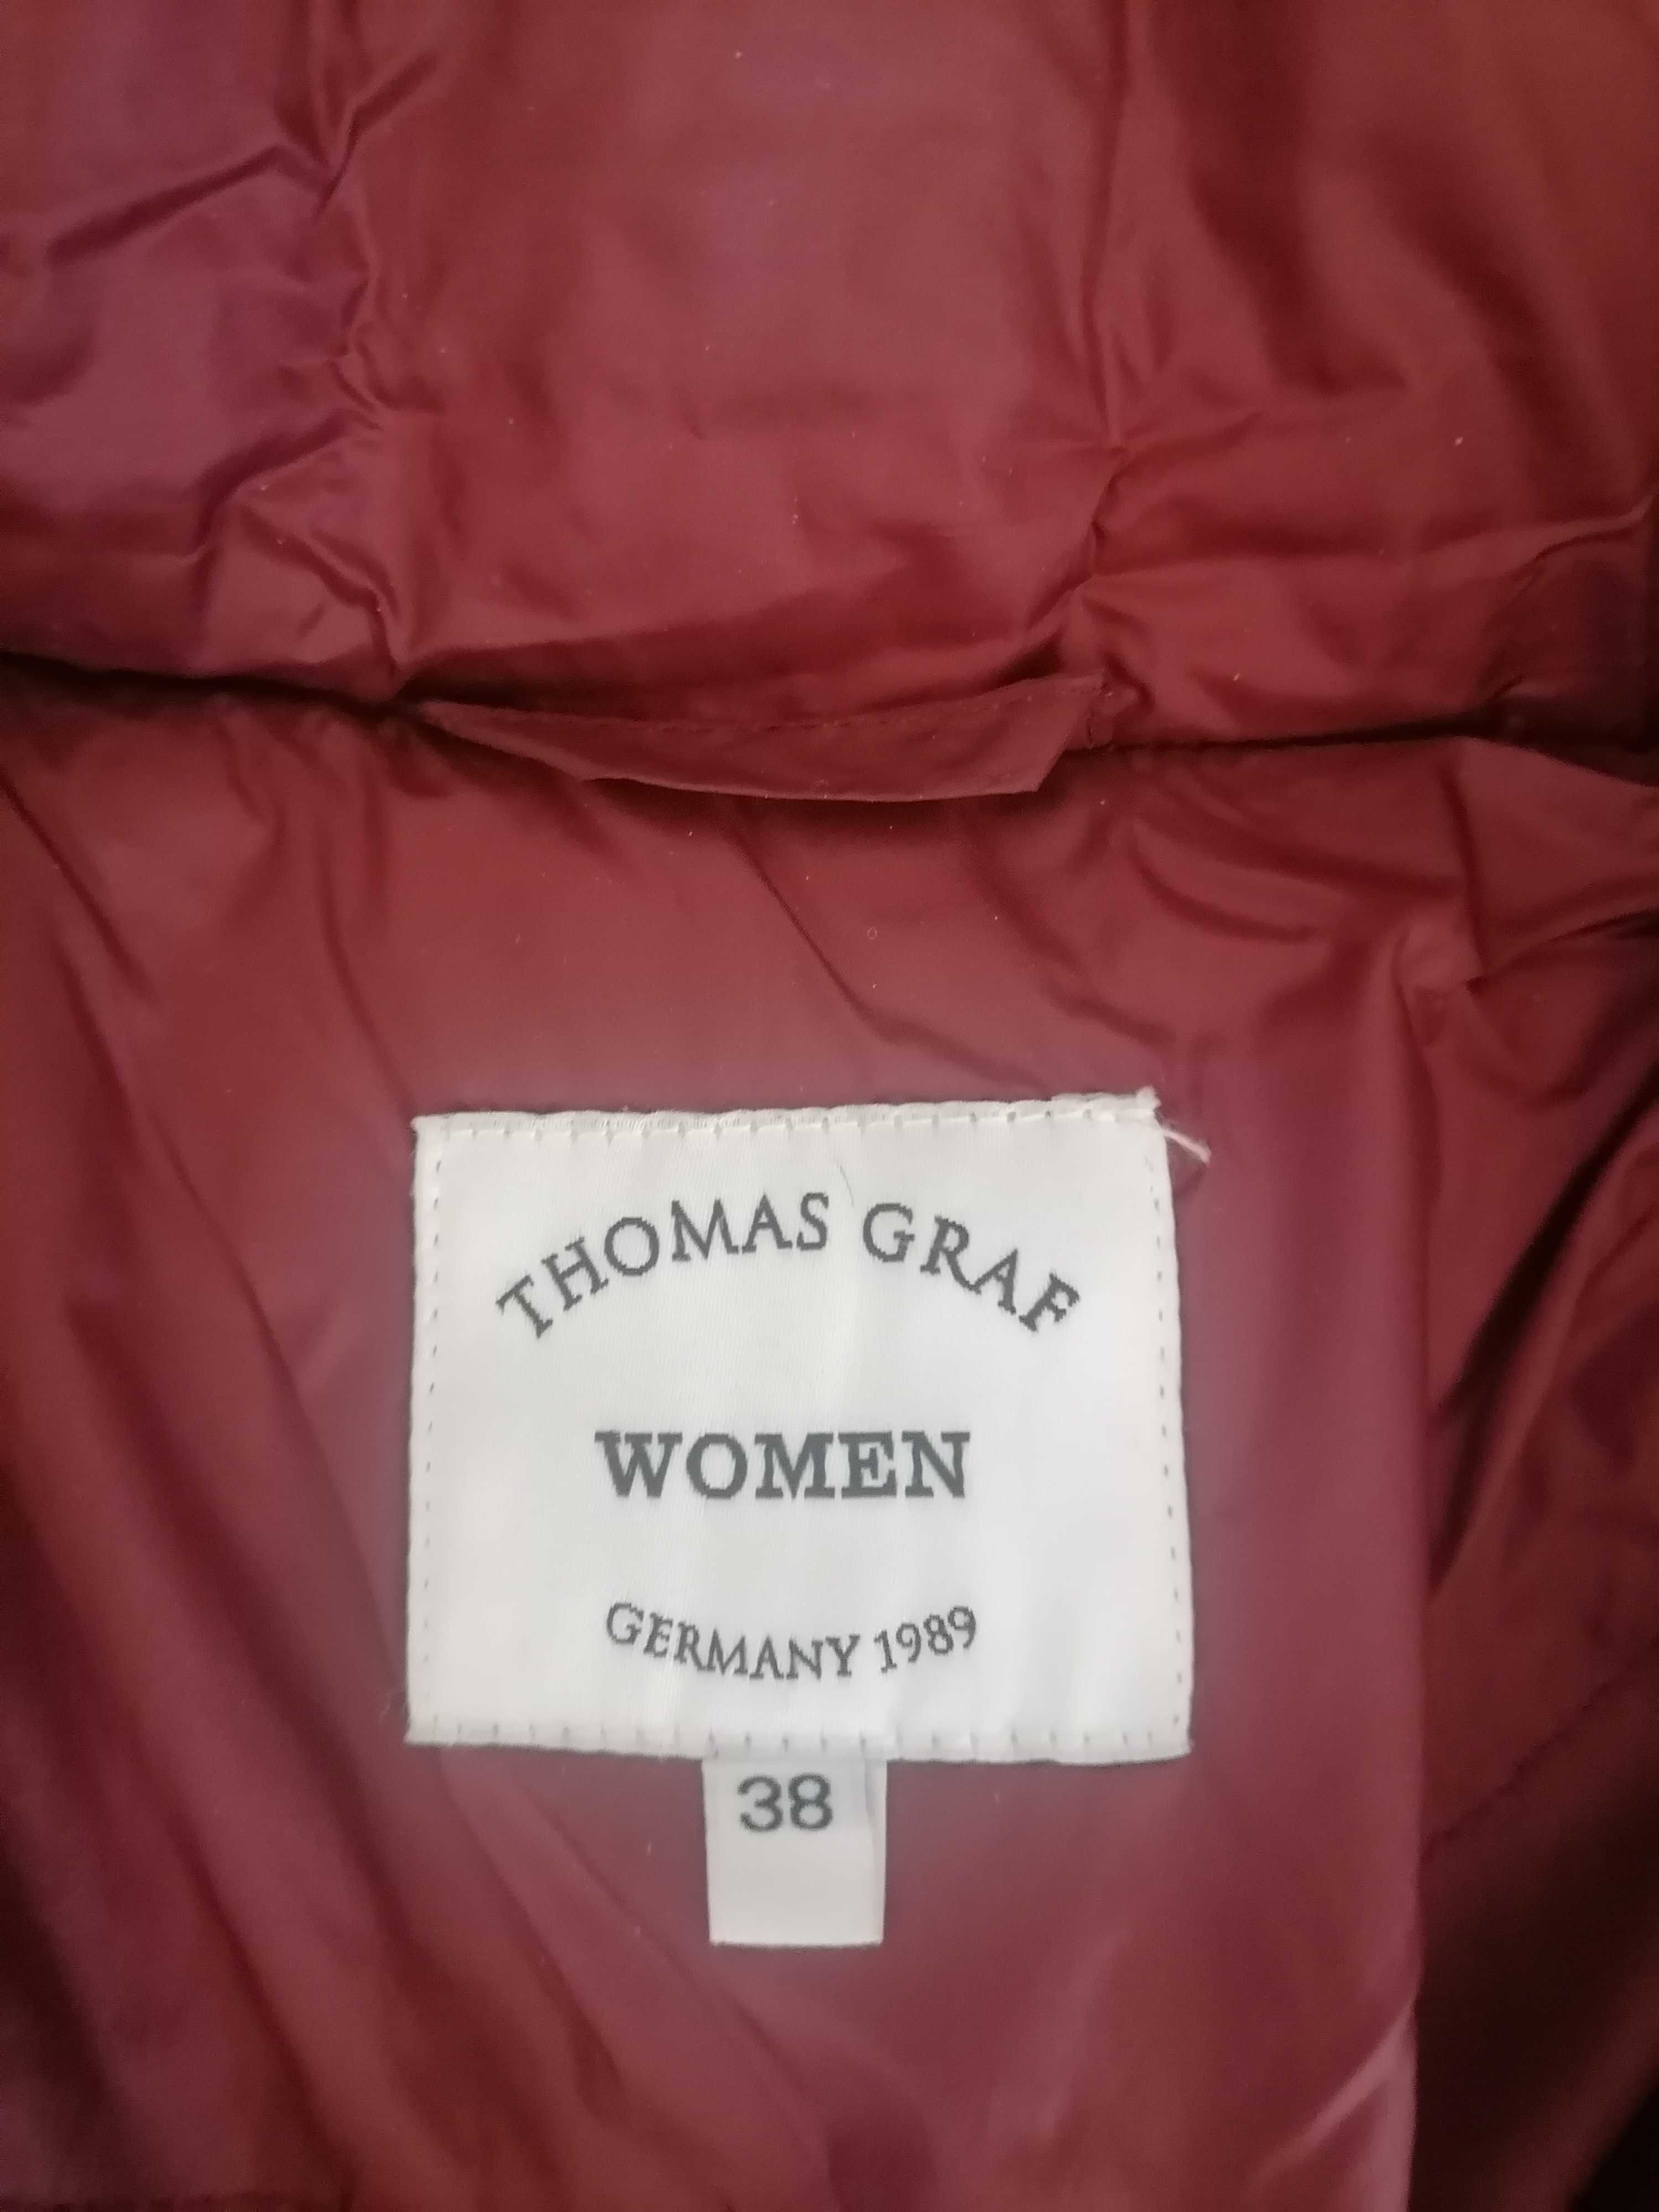 THOMAS GRAF
WOMEN
GERMANY 1989
38